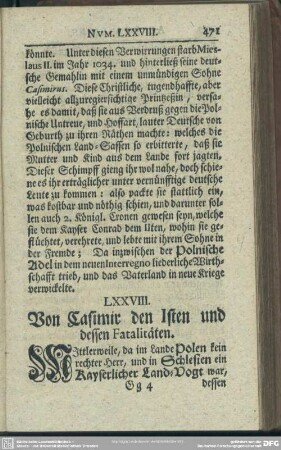 NVM. LXXVIII. 471
könnte. Unter diesen Verwirrungen starb Mies-
laus II. im Jahr 1034. und hinterließ seine deut-
sche Gemahlin mit einem unmündigen Sohne
Casimirus. Diese Christliche, tugendhaffte, aber
vielleicht allzuregiersichtige Printzeßin, versa-
he es damit, daß sie aus Verdruß gegen die Pol-
nische Untreue, und Hoffart, lauter Deutsche von
Geburth zu ihren Räthen machte: welches die
Polnischen Land-Sassen so erbitterte, daß sie
Mutter und Kind aus dem Lande fort jagten.
Dieser Schimpff gieng ihr wol nahe, doch schie-
ne es ihr erträglicher unter vernünfftige deutsche
Leute zu kommen: also packte sie stattlich ein,
was kostbar und nöthig schien, und darunter sol-
len auch 2. Königl. Cronen gewesen seyn, welche
sie dem Kayser Conrad dem IIten, wohin sie ge-
flüchtet, verehrete, und lebte mit ihrem Sohne in
der Fremde; Da inzwischen der Polnische
Adel in dem neuen Interregno liederliche Wirth-
schafft trieb, und das Vaterland in neue Kriege
verwickelte.
LXXVIII.
Von Casimir den Isten und
dessen Fatalitäten.
MIttlerweile, da im Lande Polen kein
rechter Herr, und in Schlesien ein
Kayserlicher Land-Vogt war,
Gg 4 dessen
DFG